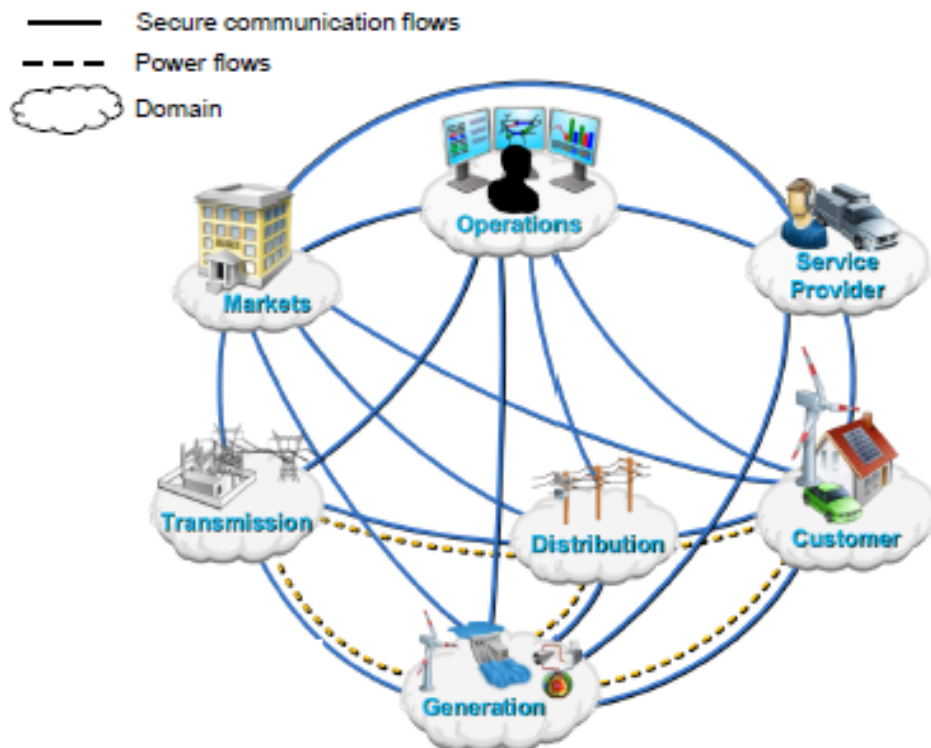 Secure communication flows
Power flows
Domain
Operations
Service
Provider
Markets
Transmission
Distribution
Customer
Generation